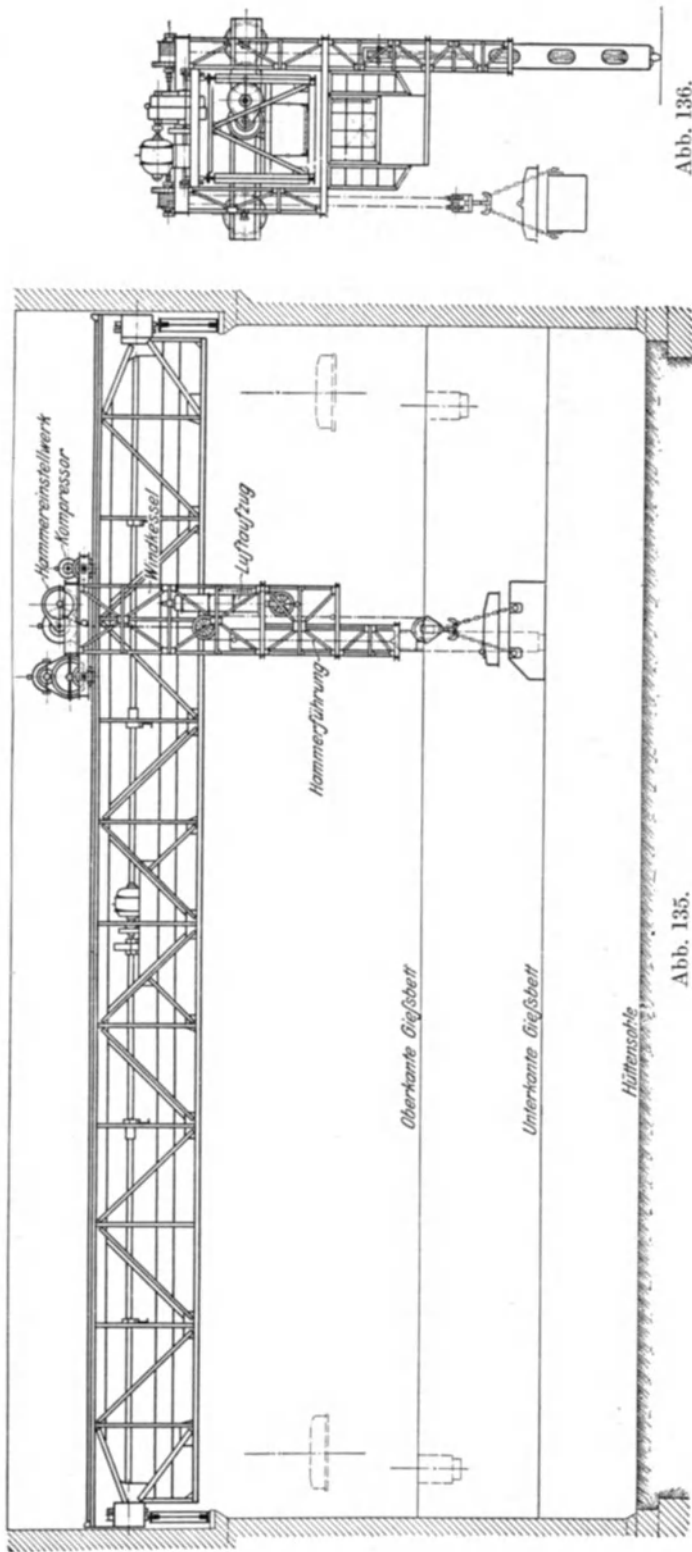 Hammereinstellwerk
Kompressor
Windkessel
Luftaufzug
Hammerführung
Oberkante Gießbett
Unterkante Gießbett
Hüttensohle
Abb. 135.
Abb. 136.